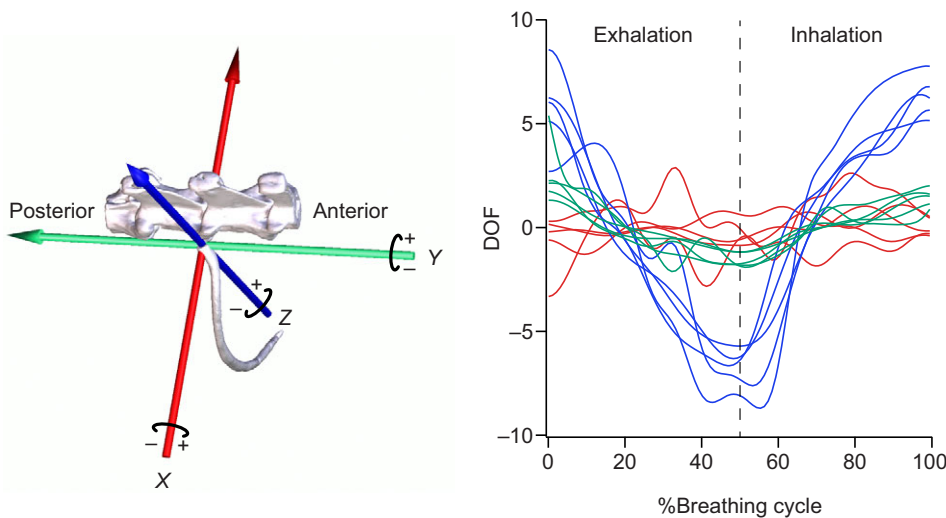 Posterior
Anterior
+
−
Y
+
−
Z
−
+
X
10
5
0
−5
−10
DOF
Exhalation
Inhalation
0
20
40
60
80
100
%Breathing cycle